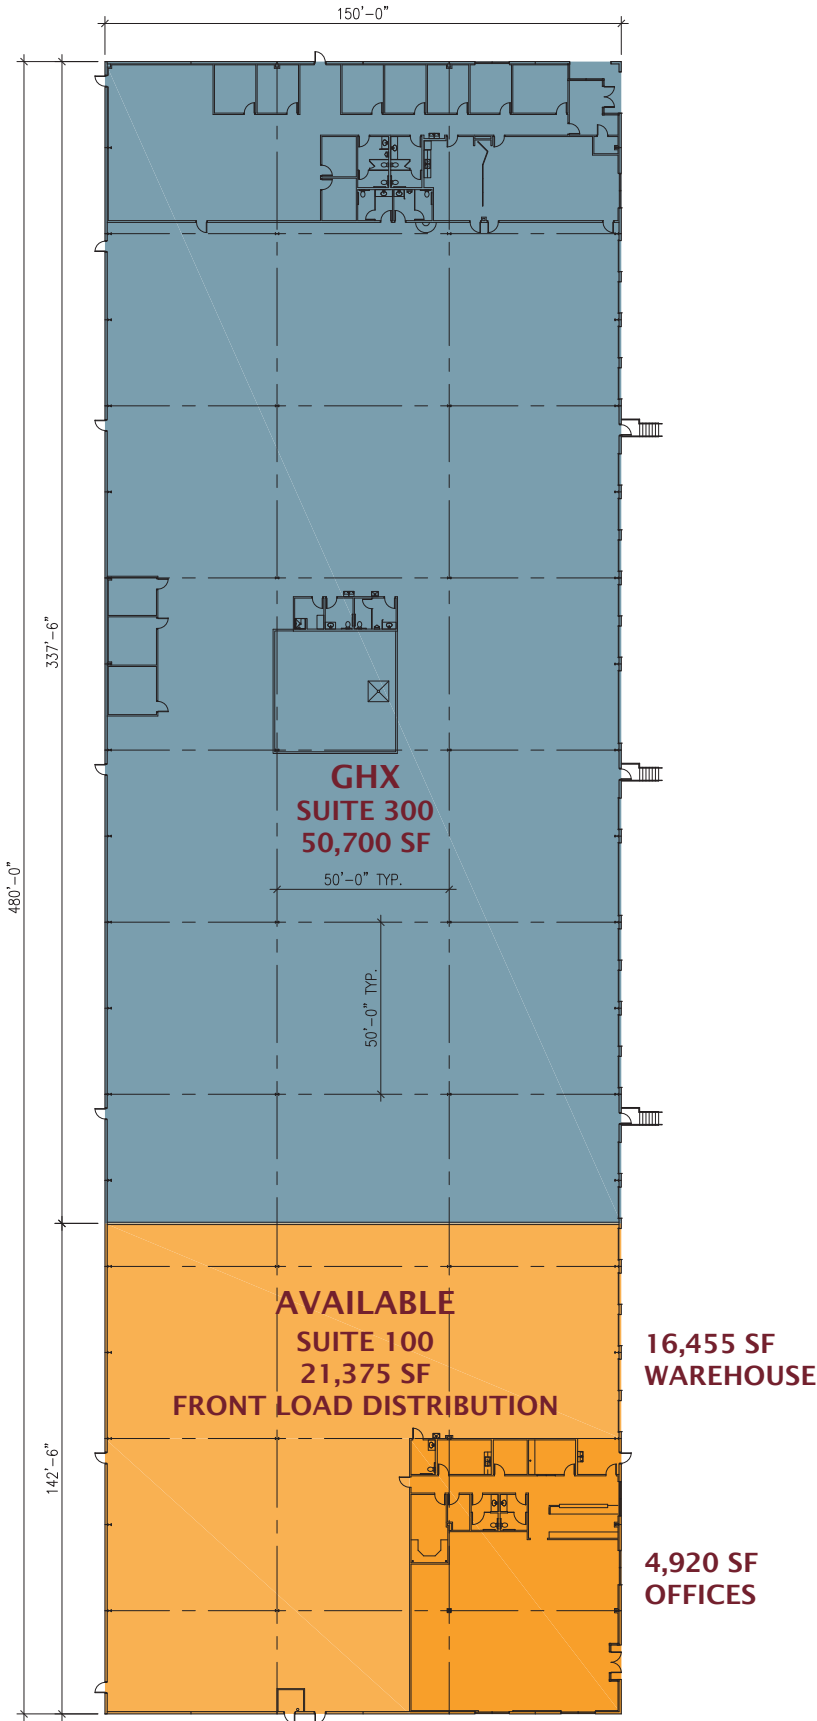 150'-0"
337'-6"
480'-0"
GHX
SUITE 300
50,700 SF
50'-0" TYP.
50'-0" TYP.
AVAILABLE
SUITE 100
21,375 SF
FRONT LOAD DISTRIBUTION
16,455 SF
WAREHOUSE
142'-6"
4,920 SF
OFFICES